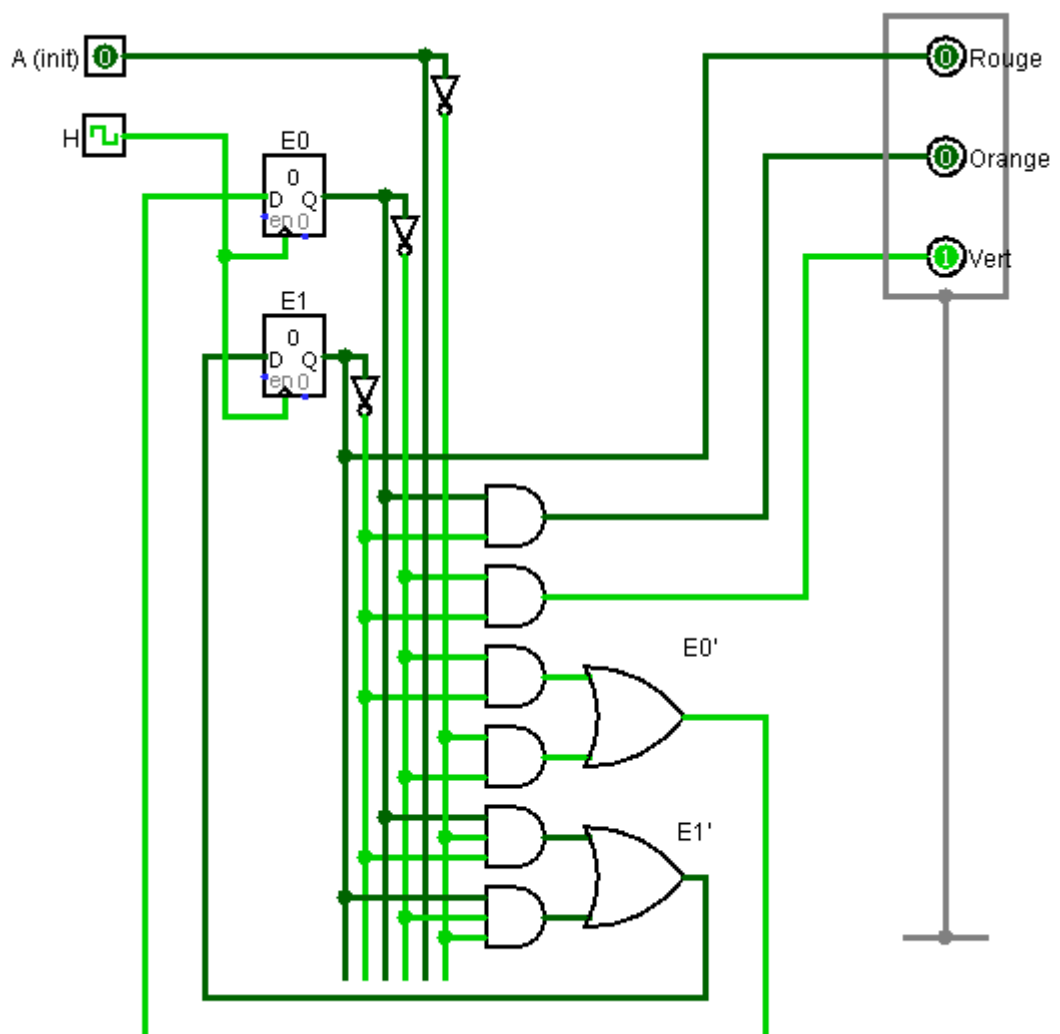 A (init) 0
0 Rouge
H
E0
0
D Q
en 0
0 Orange
1 Vert
E1
0
D Q
en 0
E0'
E1'